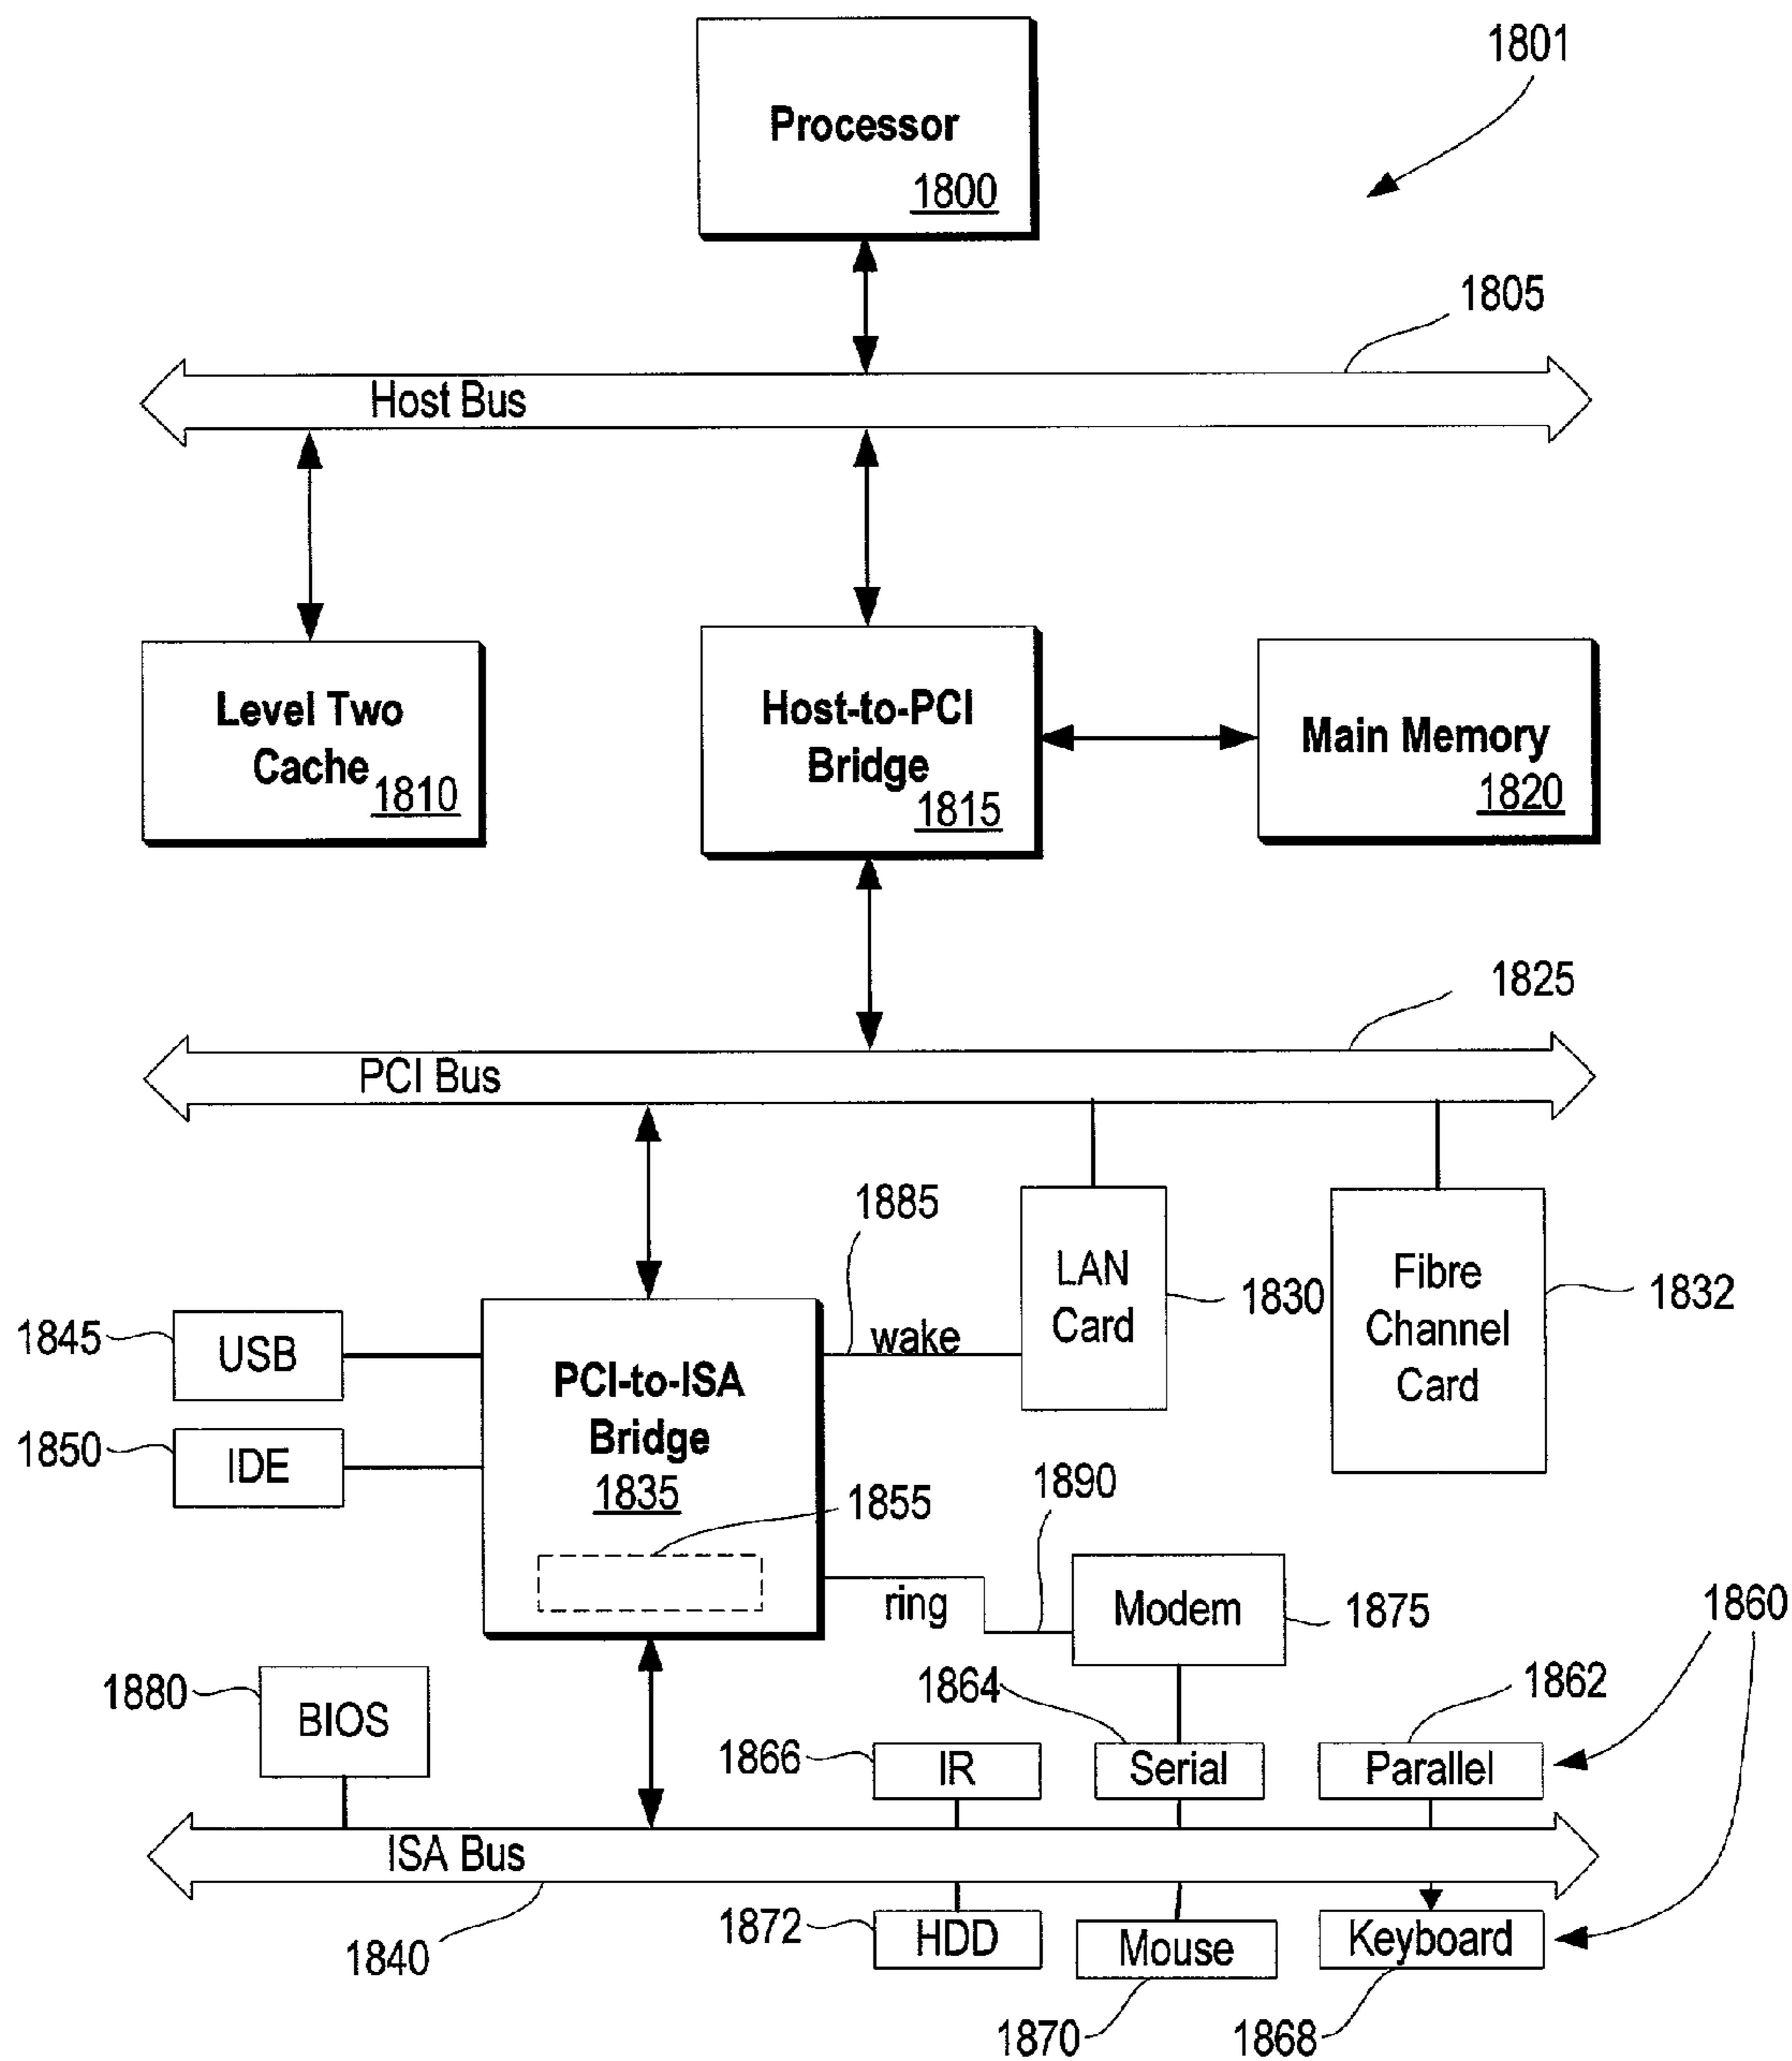 1801
Processor
1800
1805
Host Bus
Level Two
Cache
1810
Host-to-PCI
Bridge
1815
Main Memory
1820
1825
PCI Bus
1885
wake
LAN
Card
1830
Fibre
Channel
Card
1832
1845
USB
1850
IDE
PCI-to-ISA
Bridge
1835
1855
1890
ring
Modem
1875
1860
1880
BIOS
1864
1862
1866
IR
Serial
Parallel
ISA Bus
1840
1872
HDD
Mouse
Keyboard
1870
1868